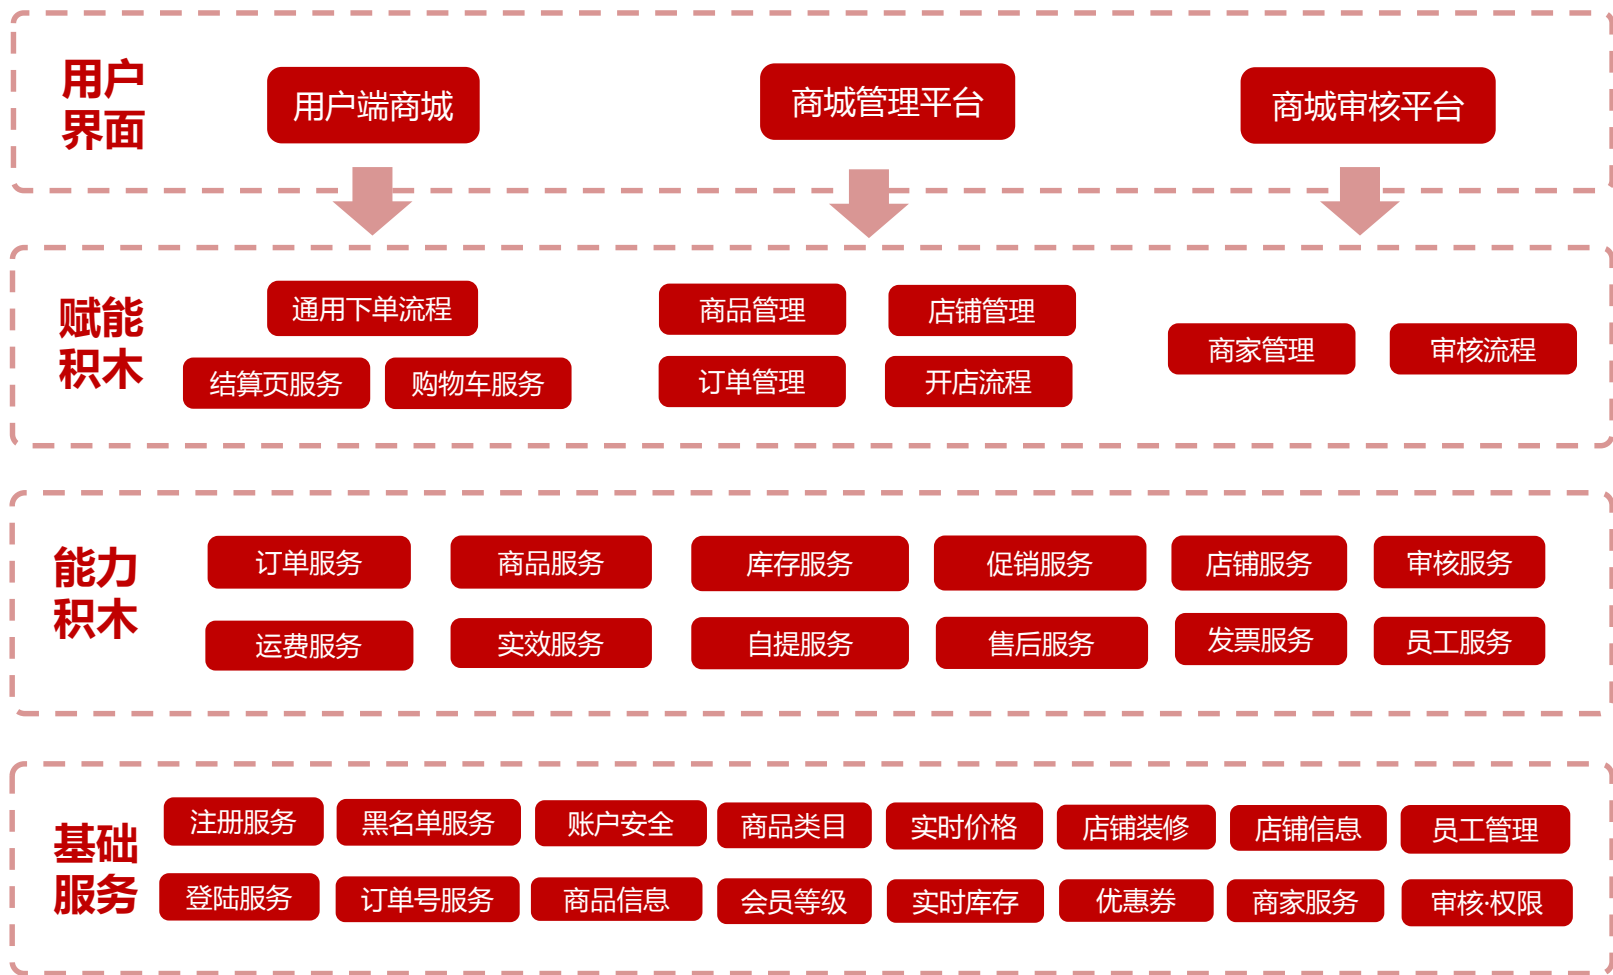 用户
界面
用户端商城
商城管理平台
商城审核平台
赋能
积木
通用下单流程
结算页服务
购物车服务
商品管理
店铺管理
订单管理
开店流程
商家管理
审核流程
能力
积木
订单服务
商品服务
库存服务
促销服务
店铺服务
审核服务
运费服务
实效服务
自提服务
售后服务
发票服务
员工服务
基础
服务
注册服务
黑名单服务
账户安全
商品类目
实时价格
店铺装修
店铺信息
员工管理
登陆服务
订单号服务
商品信息
会员等级
实时库存
优惠券
商家服务
审核·权限